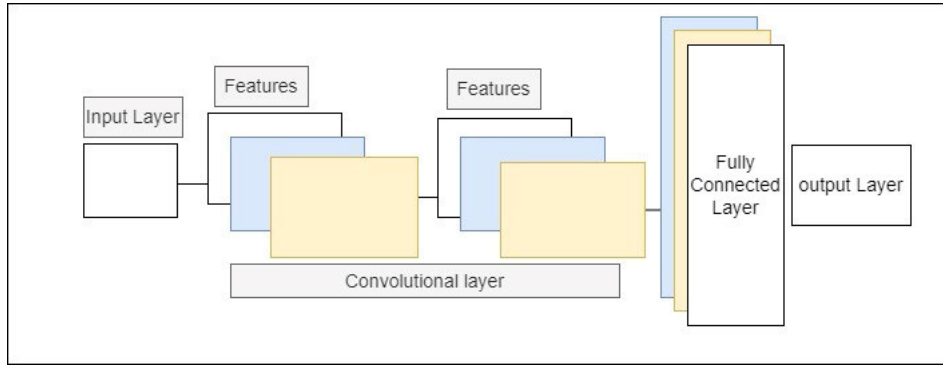 Input Layer
Features
Features
Convolutional layer
Fully
Connected
Layer
output Layer